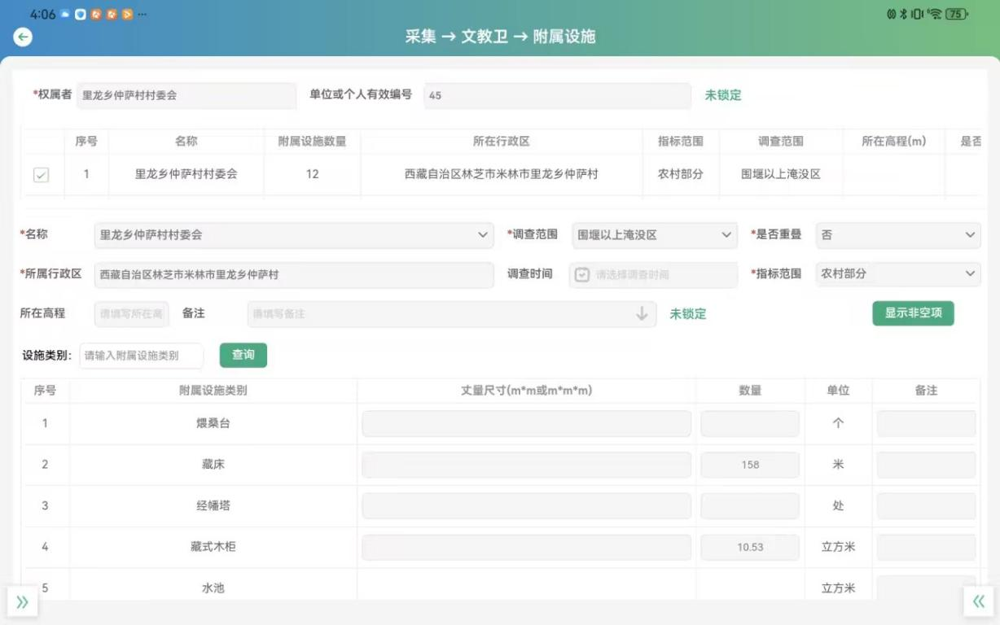 4:06 ··· 75
采集 → 文教卫 → 附属设施
*权属者 里龙乡仲萨村村委会 单位或个人有效编号 45 未锁定
序号 名称 附属设施数量 所在行政区 指标范围 调查范围 所在高程(m) 是否
1 里龙乡仲萨村村委会 12 西藏自治区林芝市米林市里龙乡仲萨村 农村部分 围堰以上淹没区
*名称 里龙乡仲萨村村委会 *调查范围 围堰以上淹没区 *是否重叠 否
*所属行政区 西藏自治区林芝市米林市里龙乡仲萨村 调查时间 请选择调查时间 *指标范围 农村部分
所在高程 请填写所在高 备注 请填写备注 未锁定 显示非空项
设施类别: 请输入附属设施类别 查询
序号 附属设施类别 丈量尺寸(m*m或m*m*m) 数量 单位 备注
1 煨桑台 个
2 藏床 158 米
3 经幡塔 处
4 藏式木柜 10.53 立方米
5 水池 立方米